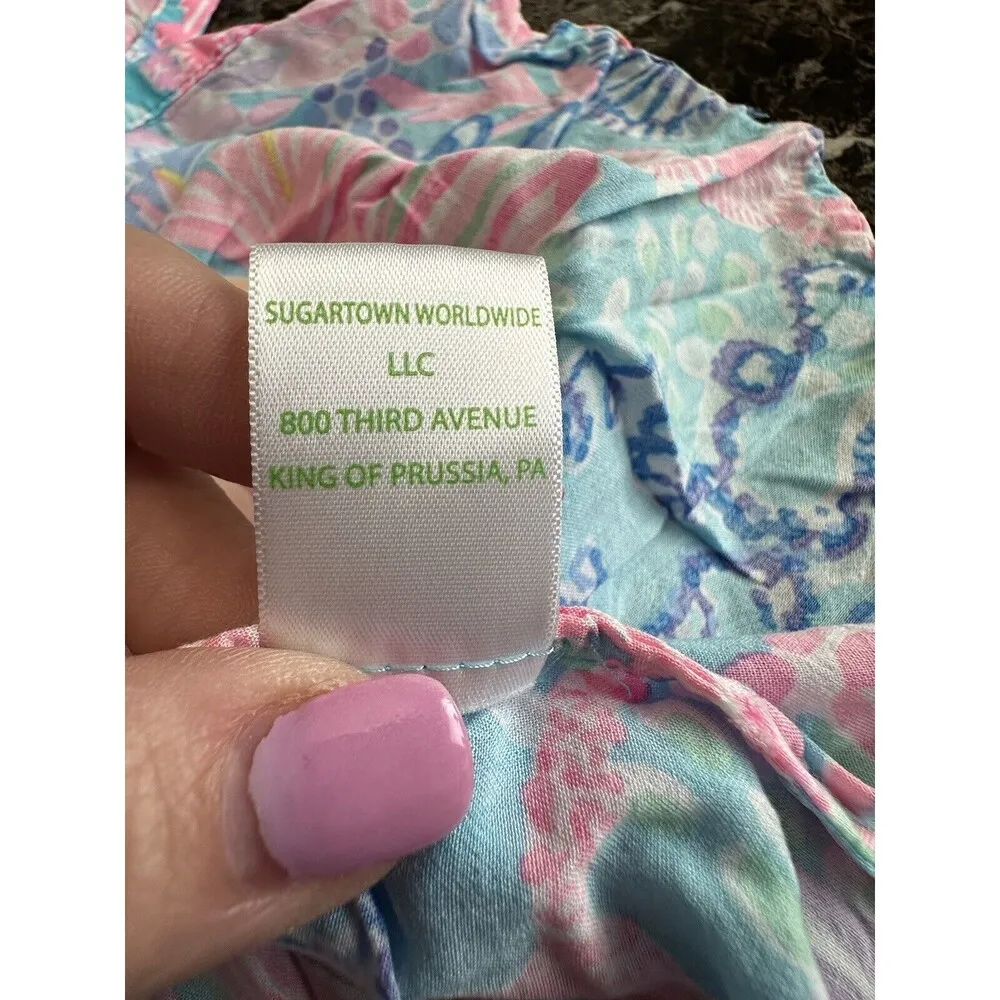 SUGARTOWN WORLDWIDE
LLC
800 THIRD AVENUE
KING OF PRUSSIA, PA